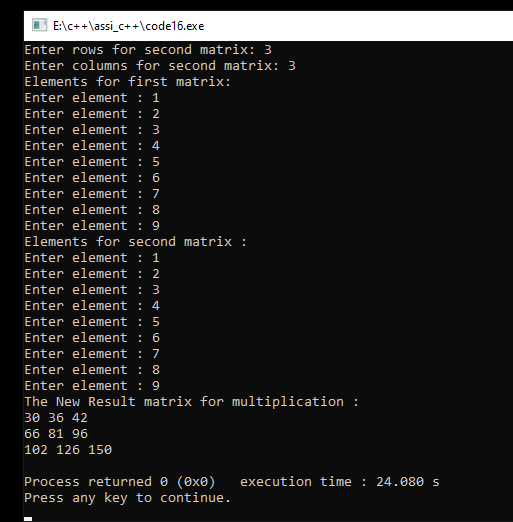 E:\c++\assi_c++\code16.exe
Enter rows for second matrix: 3
Enter columns for second matrix: 3
Elements for first matrix:
Enter element : 1
Enter element : 2
Enter element : 3
Enter element : 4
Enter element : 5
Enter element : 6
Enter element : 7
Enter element : 8
Enter element : 9
Elements for second matrix :
Enter element : 1
Enter element : 2
Enter element : 3
Enter element : 4
Enter element : 5
Enter element : 6
Enter element : 7
Enter element : 8
Enter element : 9
The New Result matrix for multiplication :
30 36 42
66 81 96
102 126 150
Process returned 0 (0x0)   execution time : 24.080 s
Press any key to continue.